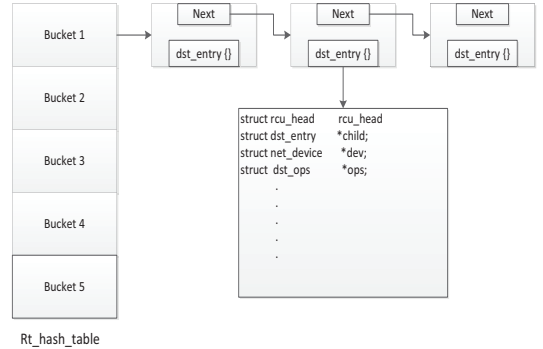 Next
Next
Next
Bucket 1
dst_entry {}
dst_entry {}
dst_entry {}
Bucket 2
struct rcu_head rcu_head
struct dst_entry *child;
struct net_device *dev;
struct dst_ops *ops;
.
.
.
.
.
Bucket 3
Bucket 4
Bucket 5
Rt_hash_table